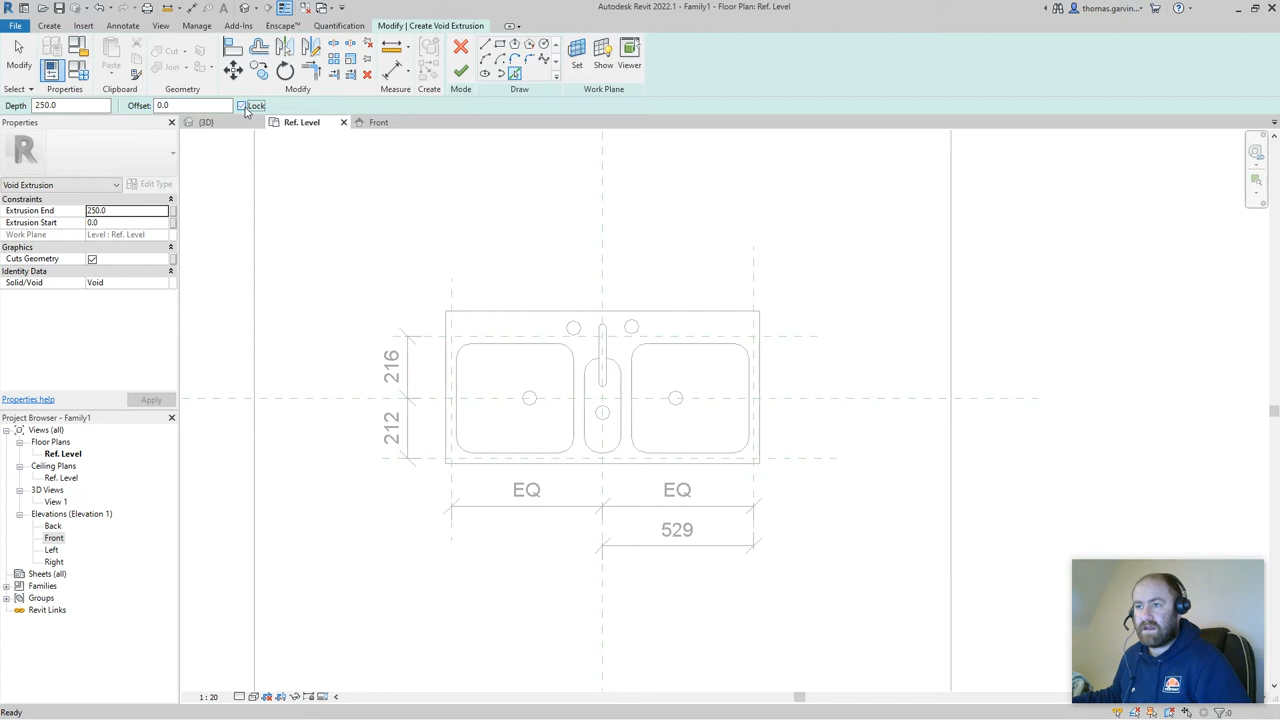 Autodesk Revit 2022.1 - Family1 - Floor Plan: Ref. Level
thomas.garvin...
File Create Insert Annotate View Manage Add-Ins Enscape™ Quantification Modify | Create Void Extrusion
Modify
Paste
Cut
Join
Create
Set Show Viewer
Select Properties Clipboard Geometry Modify Measure Create Mode Draw Work Plane
Depth 250.0 Offset: 0.0 Lock
Properties
{3D} Ref. Level Front
Void Extrusion Edit Type
Constraints
Extrusion End 250.0
Extrusion Start 0.0
Work Plane Level : Ref. Level
Graphics
Cuts Geometry
Identity Data
Solid/Void Void
Properties help Apply
Project Browser - Family1
Views (all)
Floor Plans
Ref. Level
Ceiling Plans
Ref. Level
3D Views
View 1
Elevations (Elevation 1)
Back
Front
Left
Right
Sheets (all)
Families
Groups
Revit Links
216
212
EQ EQ
529
1 : 20
Ready
:0